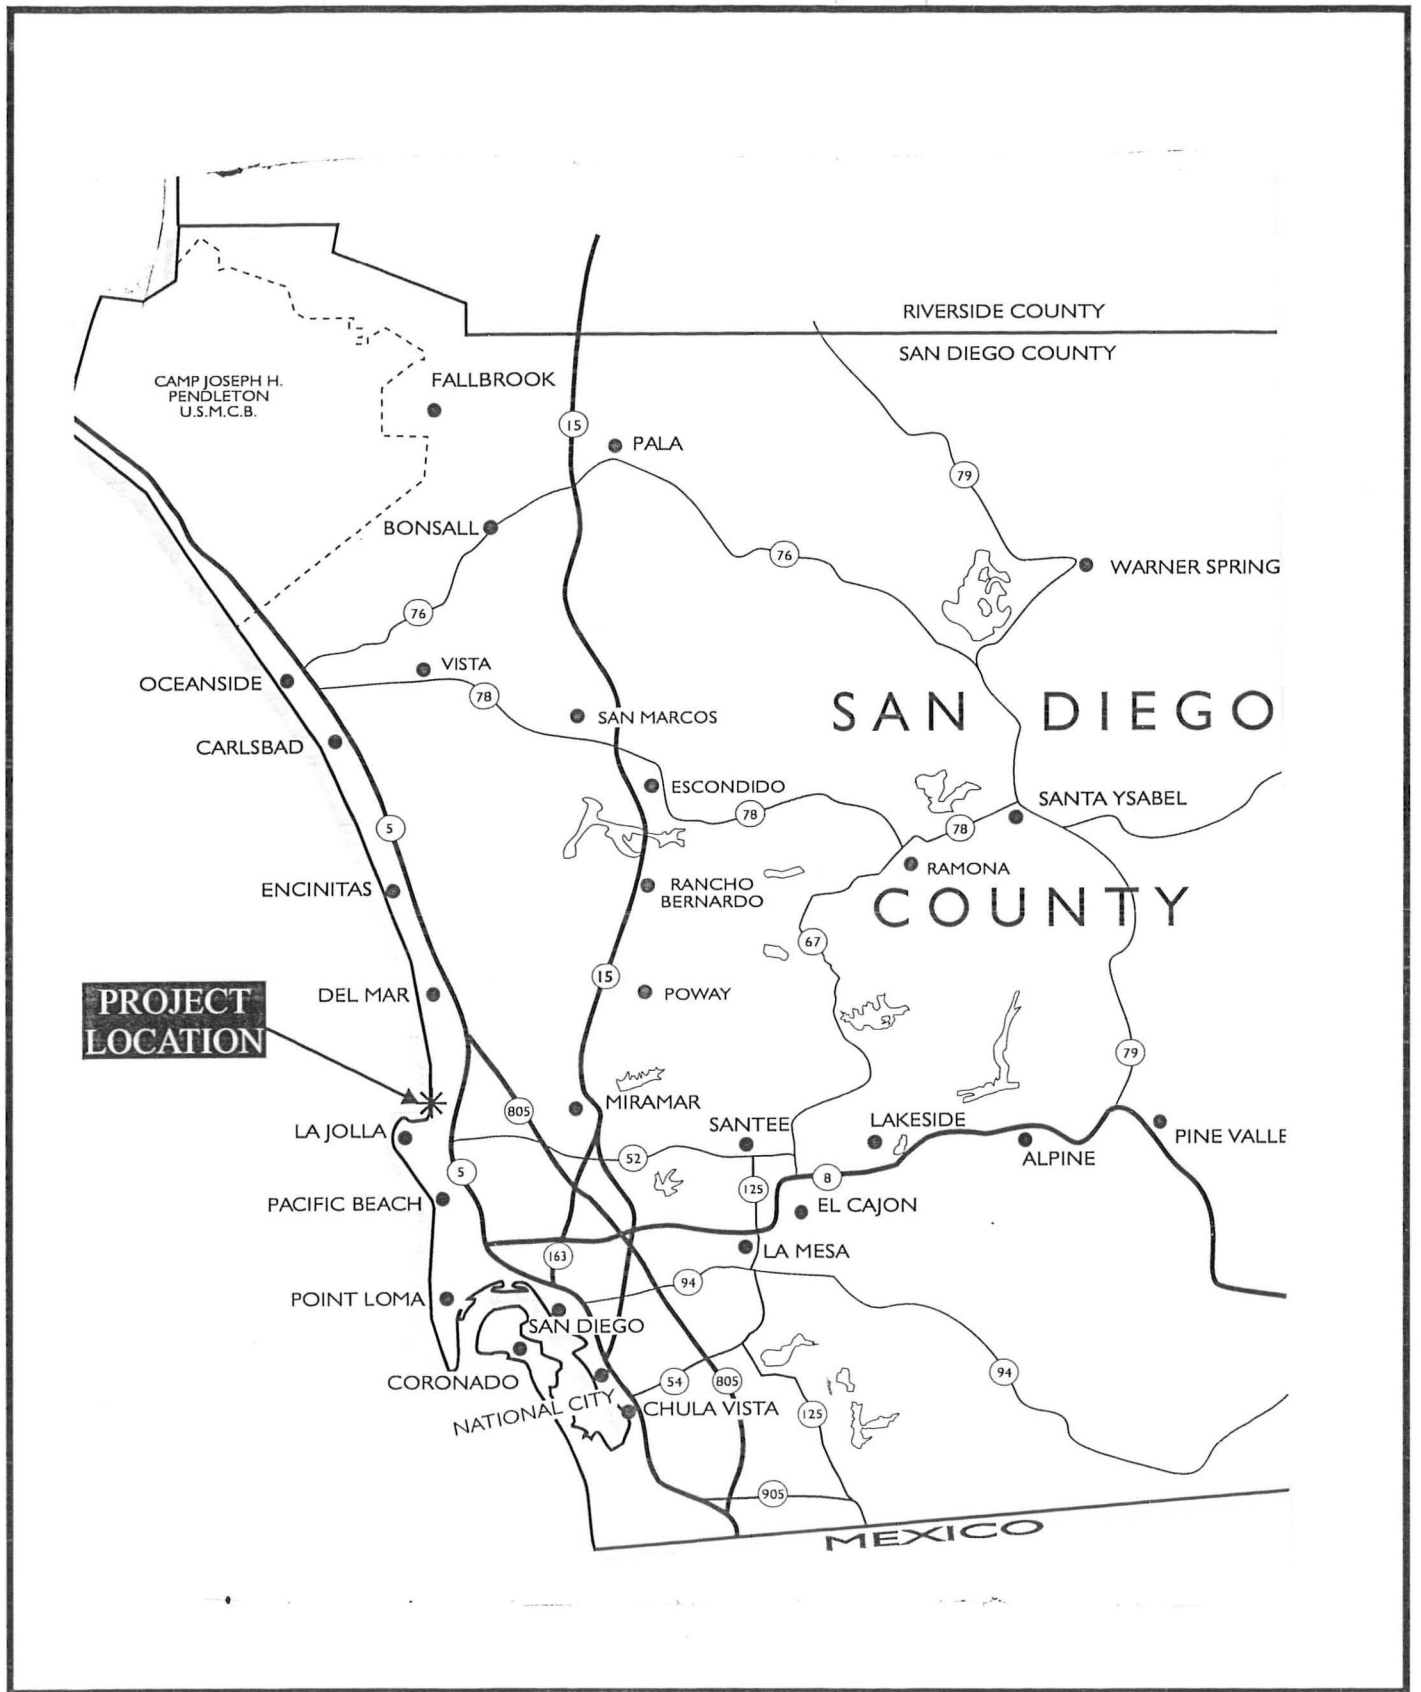 RIVERSIDE COUNTY
SAN DIEGO COUNTY
CAMP JOSEPH H.
PENDLETON
U.S.M.C.B.
FALLBROOK
15
PALA
79
BONSALL
76
WARNER SPRING
76
VISTA
OCEANSIDE
78
SAN MARCOS
SAN DIEGO
CARLSBAD
ESCONDIDO
SANTA YSABEL
78
5
78
RAMONA
ENCINITAS
RANCHO
BERNARDO
COUNTY
67
15
PROJECT
LOCATION
DEL MAR
POWAY
79
805
MIRAMAR
SANTEE
LAKESIDE
LA JOLLA
PINE VALLE
52
ALPINE
5
125
8
PACIFIC BEACH
EL CAJON
163
LA MESA
94
POINT LOMA
SAN DIEGO
CORONADO
54
805
94
NATIONAL CITY
CHULA VISTA
125
905
MEXICO